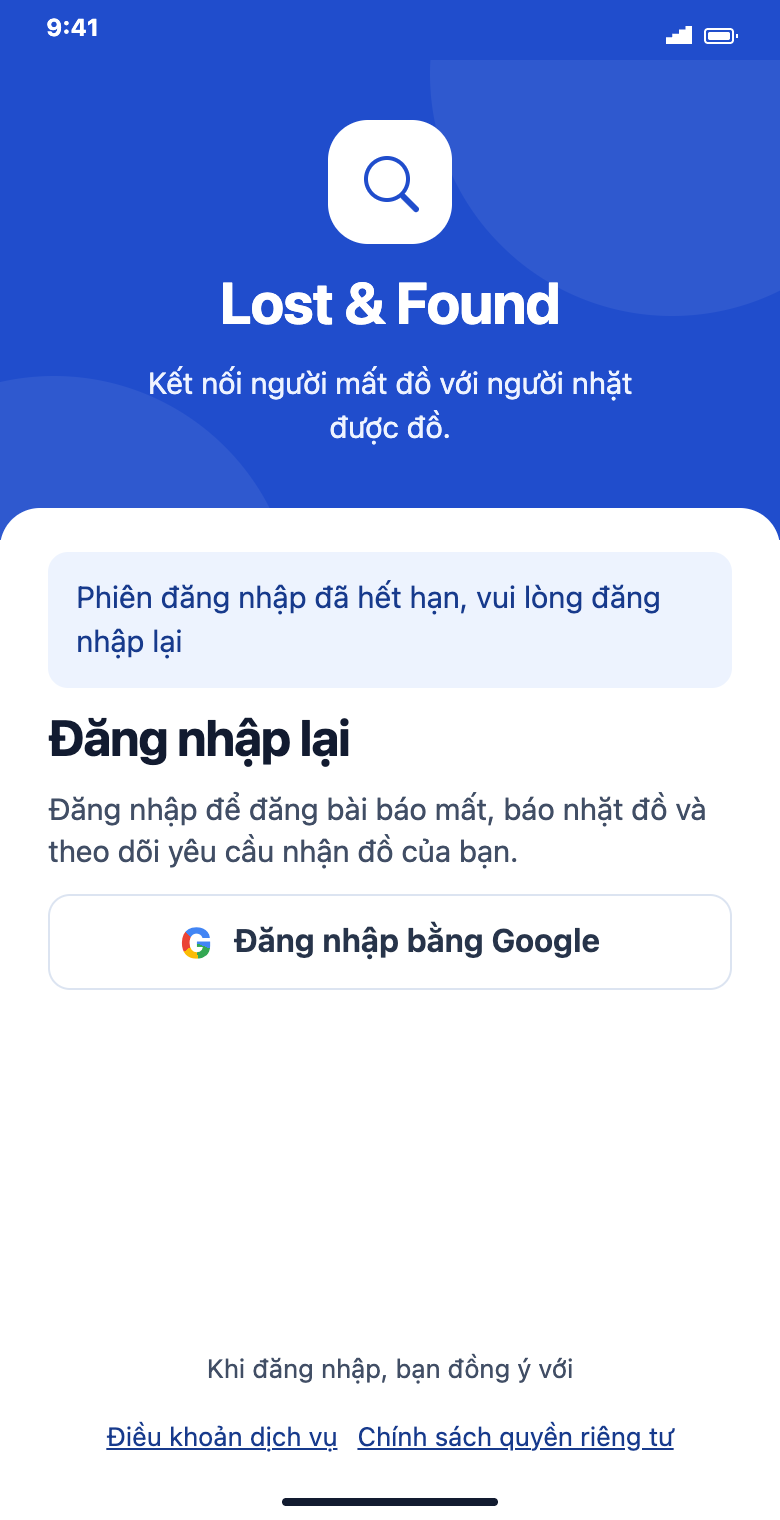 9:41
Lost & Found
Kết nối người mất đồ với người nhặt
được đồ.
Phiên đăng nhập đã hết hạn, vui lòng đăng
nhập lại
Đăng nhập lại
Đăng nhập để đăng bài báo mất, báo nhặt đồ và
theo dõi yêu cầu nhận đồ của bạn.
Đăng nhập bằng Google
Khi đăng nhập, bạn đồng ý với
Điều khoản dịch vụ Chính sách quyền riêng tư